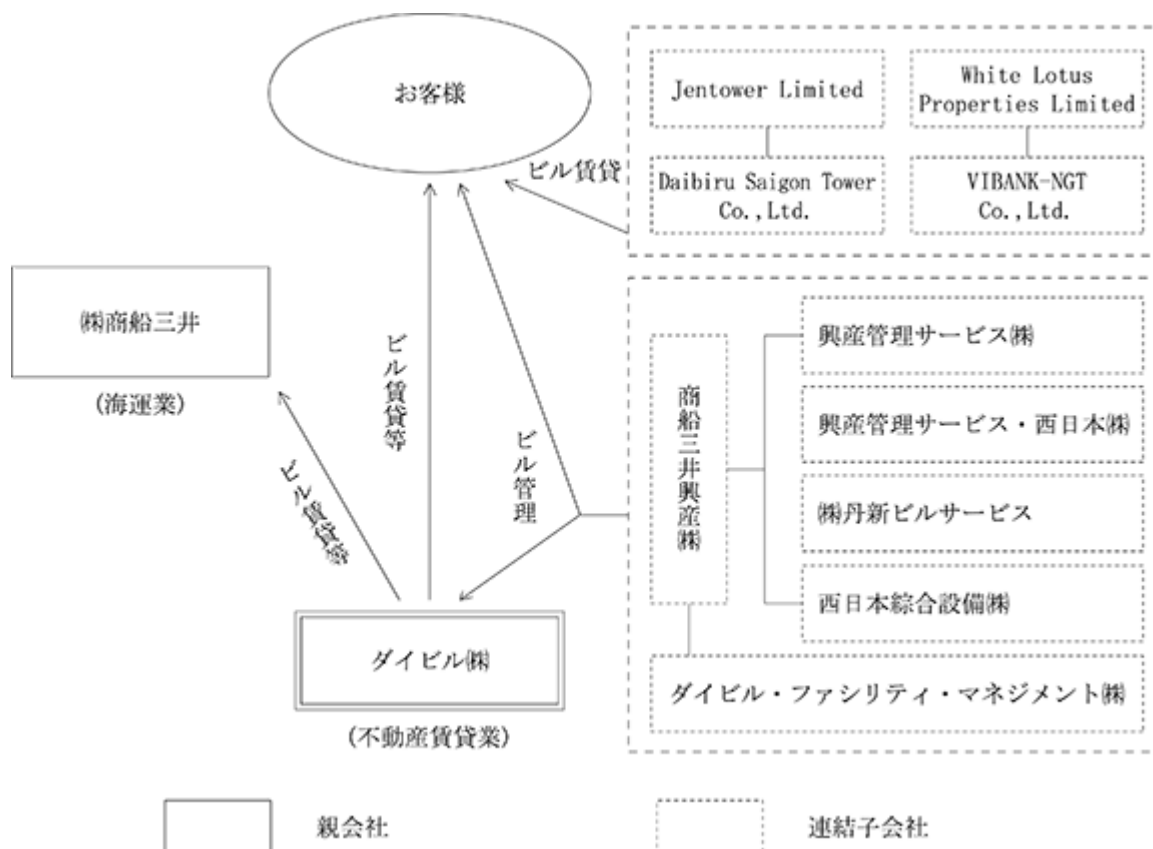 お客様
Jentower Limited
White Lotus
Properties Limited
ビル賃貸
Daibiru Saigon Tower
Co.,Ltd.
VIBANK-NGT
Co.,Ltd.
㈱商船三井
(海運業)
ビル賃貸等
ビル賃貸等
ビル管理
商船三井興産㈱
興産管理サービス㈱
興産管理サービス・西日本㈱
㈱丹新ビルサービス
西日本綜合設備㈱
ダイビル㈱
(不動産賃貸業)
ダイビル・ファシリティ・マネジメント㈱
親会社
連結子会社